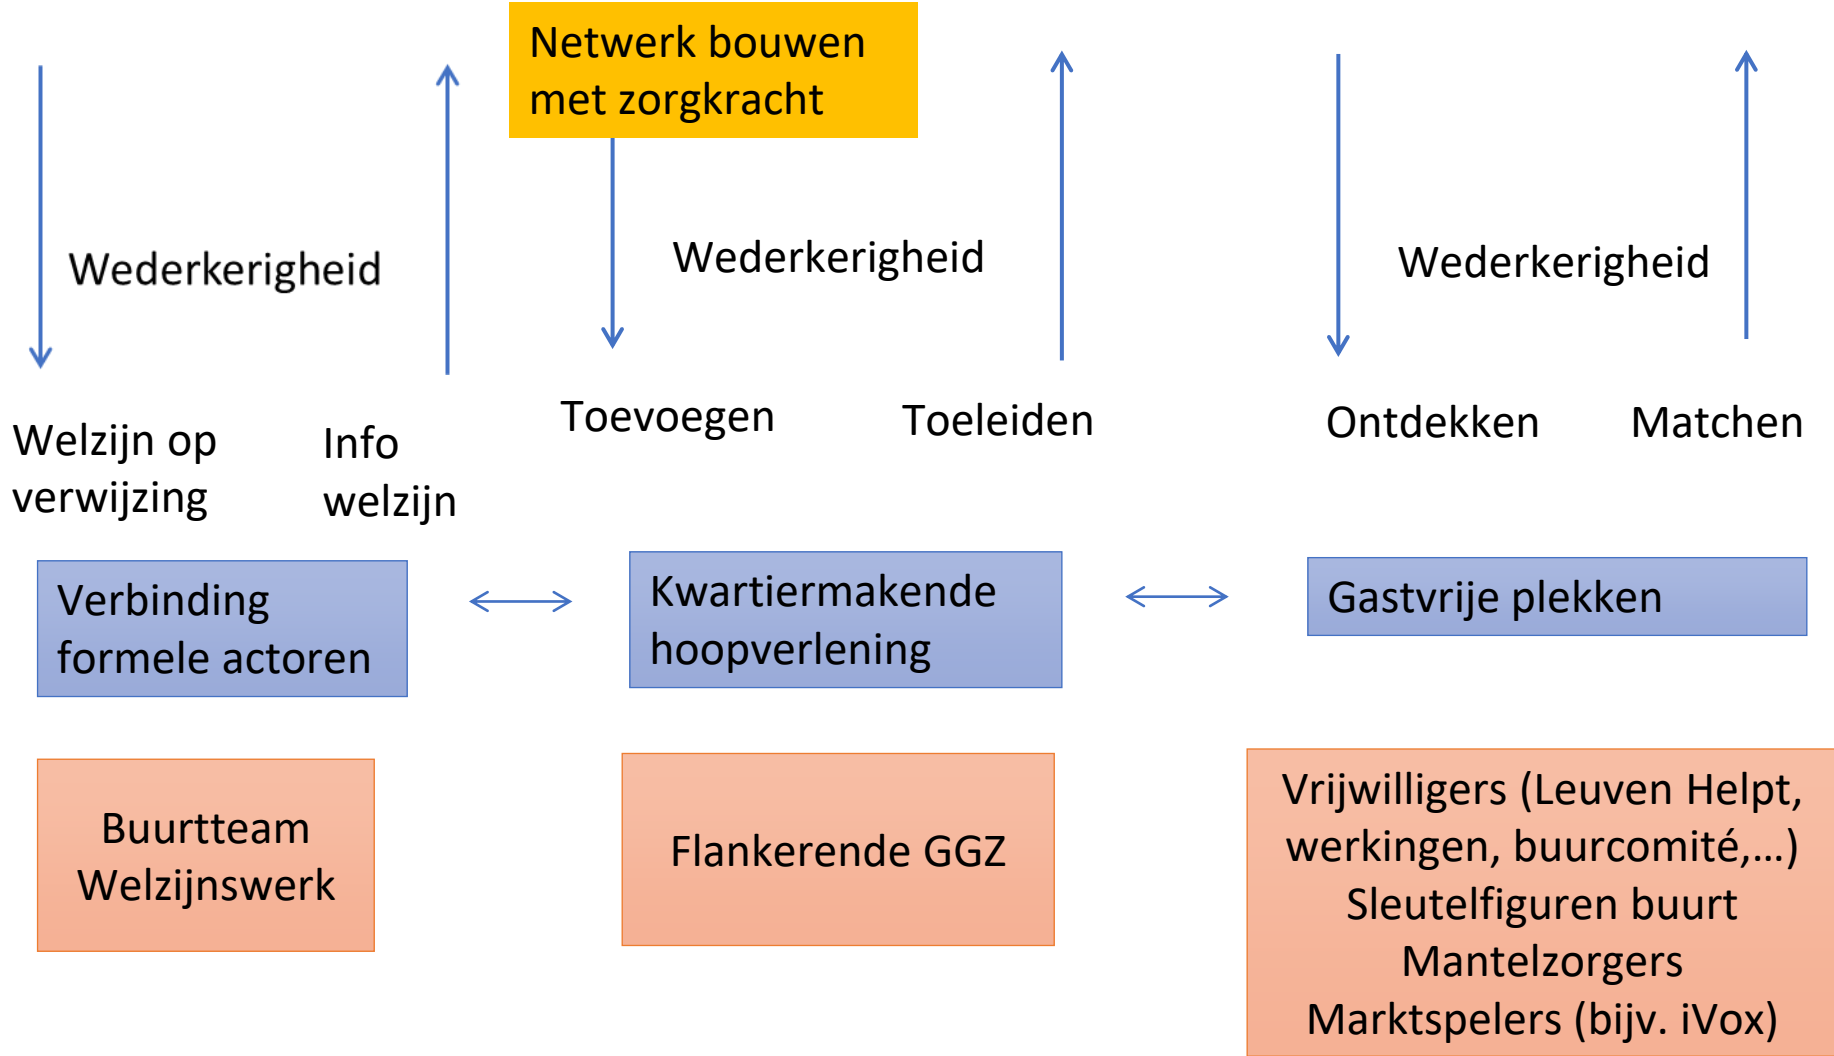 Netwerk bouwen
met zorgkracht
Wederkerigheid
Wederkerigheid
Wederkerigheid
Welzijn op
verwijzing
Info
welzijn
Toevoegen
Toeleiden
Ontdekken
Matchen
Verbinding
formele actoren
Kwartiermakende
hoopverlening
Gastvrije plekken
Buurtteam
Welzijnswerk
Flankerende GGZ
Vrijwilligers (Leuven Helpt,
werkingen, buurcomité,...)
Sleutelfiguren buurt
Mantelzorgers
Marktspelers (bijv. iVox)